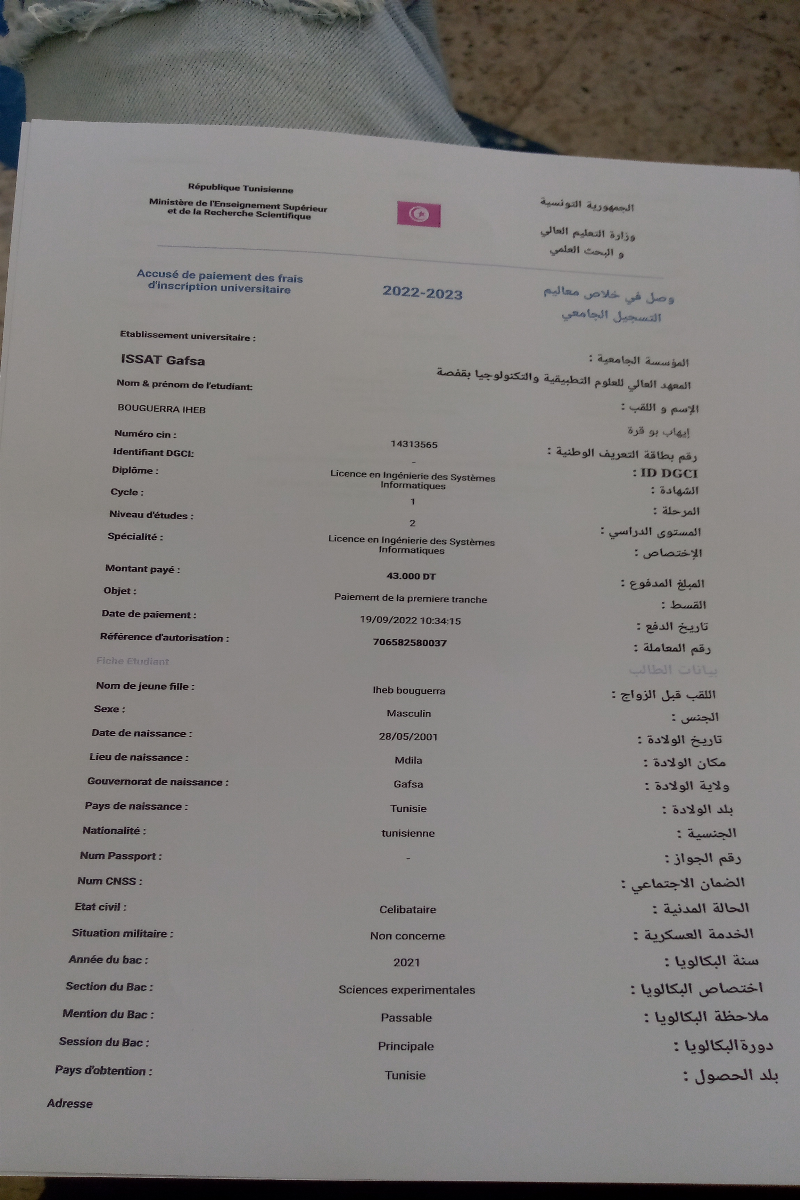 République Tunisienne
Ministère de l'Enseignement Supérieur
et de la Recherche Scientifique
الجمهورية التونسية
وزارة التعليم العالي
و البحث العلمي
Accusé de paiement des frais
d'inscription universitaire
2022-2023
وصل في خلاص معاليم
التسجيل الجامعي
Etablissement universitaire :
المؤسسة الجامعية :
ISSAT Gafsa
المعهد العالي للعلوم التطبيقية والتكنولوجيا بقفصة
Nom & prénom de l'etudiant:
الإسم و اللقب :
BOUGUERRA IHEB
إيهاب بو قرة
Numéro cin : 14313565 رقم بطاقة التعريف الوطنية :
Identifiant DGCI: - ID DGCI :
Diplôme : Licence en Ingénierie des Systèmes الشهادة :
Informatiques
Cycle : 1 المرحلة :
Niveau d'études : 2 المستوى الدراسي :
Spécialité : Licence en Ingénierie des Systèmes الإختصاص :
Informatiques
Montant payé : 43.000 DT المبلغ المدفوع :
Objet : Paiement de la premiere tranche القسط :
Date de paiement : 19/09/2022 10:34:15 تاريخ الدفع :
Référence d'autorisation : 706582580037 رقم المعاملة :
Fiche Etudiant بيانات الطالب
Nom de jeune fille : Iheb bouguerra اللقب قبل الزواج :
Sexe : Masculin الجنس :
Date de naissance : 28/05/2001 تاريخ الولادة :
Lieu de naissance : Mdila مكان الولادة :
Gouvernorat de naissance : Gafsa ولاية الولادة :
Pays de naissance : Tunisie بلد الولادة :
Nationalité : tunisienne الجنسية :
Num Passport : - رقم الجواز :
Num CNSS : الضمان الاجتماعي :
Etat civil : Celibataire الحالة المدنية :
Situation militaire : Non concerne الخدمة العسكرية :
Année du bac : 2021 سنة البكالويا :
Section du Bac : Sciences experimentales اختصاص البكالويا :
Mention du Bac : Passable ملاحظة البكالويا :
Session du Bac : Principale دورة البكالويا :
Pays d'obtention : Tunisie بلد الحصول :
Adresse